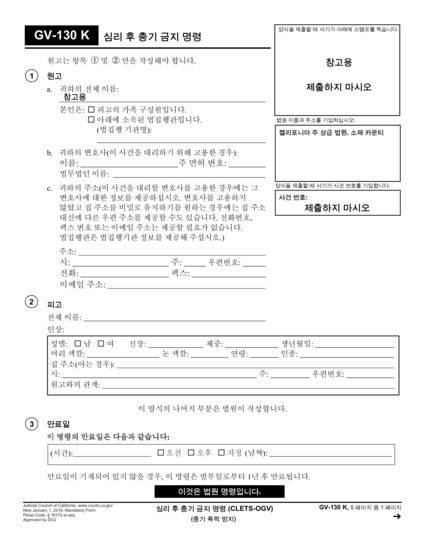 GV-130 K 심리 후 총기 금지 명령
양식을 제출할 때 서기가 아래에 스탬프를 찍습니다.
원고는 항목 ① 및 ② 만을 작성해야 합니다.
참고용
제출하지 마시오
① 원고
a. 귀하의 전체 이름:
참고용
본인은: ☐ 피고의 가족 구성원입니다.
☐ 아래에 소속된 법집행관입니다.
(법집행 기관명):
법원 이름과 주소를 기입하십시오:
캘리포니아 주 상급 법원, 소재 카운티
b. 귀하의 변호사(이 사건을 대리하기 위해 고용한 경우):
이름: 주 면허 번호:
법무법인 이름:
c. 귀하의 주소(이 사건을 대리할 변호사를 고용한 경우에는 그
변호사에 대한 정보를 제공하십시오. 변호사를 고용하지
않았고 집 주소를 비밀로 유지하기를 원하는 경우에는 집 주소
대신에 다른 우편 주소를 제공할 수도 있습니다. 전화번호,
팩스 번호 또는 이메일 주소는 제공할 필요가 없습니다.
법집행관은 법집행기관 정보를 제공해 주십시오.)
양식을 제출할 때 서기가 사건 번호를 기입합니다.
사건 번호:
제출하지 마시오
주소:
시: 주: 우편번호:
전화: 팩스:
이메일 주소:
② 피고
전체 이름:
인상:
성별: ☐ 남 ☐ 여 신장: 체중: 생년월일:
머리 색깔: 눈 색깔: 연령: 인종:
집 주소(아는 경우):
시: 주: 우편번호:
원고와의 관계:
이 양식의 나머지 부분은 법원이 작성합니다.
③ 만료일
이 명령의 만료일은 다음과 같습니다:
(시간): ☐ 오전 ☐ 오후 ☐ 자정 (날짜):
만료일이 기재되어 있지 않을 경우, 이 명령은 발부일로부터 1년 후 만료됩니다.
이것은 법원 명령입니다.
Judicial Council of California, www.courts.ca.gov
New January 1, 2016, Mandatory Form
Penal Code, § 18170 et seq.
Approved by DOJ
심리 후 총기 금지 명령 (CLETS-OGV)
(총기 폭력 방지)
GV-130 K, 5 페이지 중 1 페이지
➔